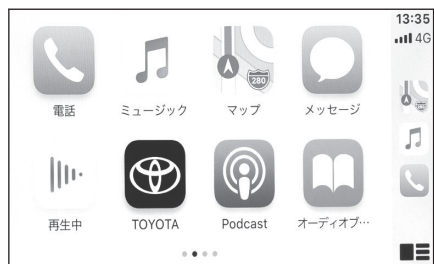 13:35
4G
280
電話
ミュージック
マップ
メッセージ
再生中
TOYOTA
Podcast
オーディオブ…